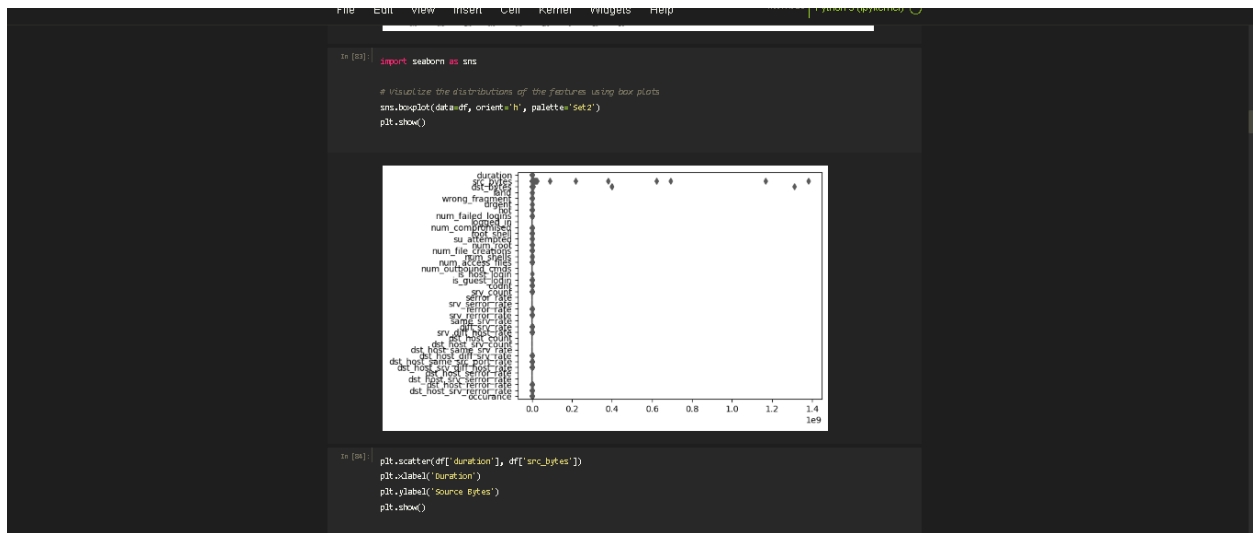 File Edit View Insert Cell Kernel Widgets Help
Python 3 (ipykernel)
import seaborn as sns
# Visualize the distributions of the features using box plots
sns.boxplot(data=df, orient='h', palette='Set2')
plt.show()
duration
src_bytes
dst_bytes
land
wrong_fragment
urgent
hot
num_failed_logins
logged_in
num_compromised
root_shell
su_attempted
num_root
num_file_creations
num_shells
num_access_files
num_outbound_cmds
is_host_login
is_guest_login
count
srv_count
serror_rate
srv_serror_rate
rerror_rate
srv_rerror_rate
same_srv_rate
diff_srv_rate
srv_diff_host_rate
dst_host_count
dst_host_srv_count
dst_host_same_srv_rate
dst_host_diff_srv_rate
dst_host_same_src_port_rate
dst_host_srv_diff_host_rate
dst_host_serror_rate
dst_host_srv_serror_rate
dst_host_rerror_rate
dst_host_srv_rerror_rate
occurance
0.0 0.2 0.4 0.6 0.8 1.0 1.2 1.4
1e9
plt.scatter(df['duration'], df['src_bytes'])
plt.xlabel('Duration')
plt.ylabel('Source Bytes')
plt.show()